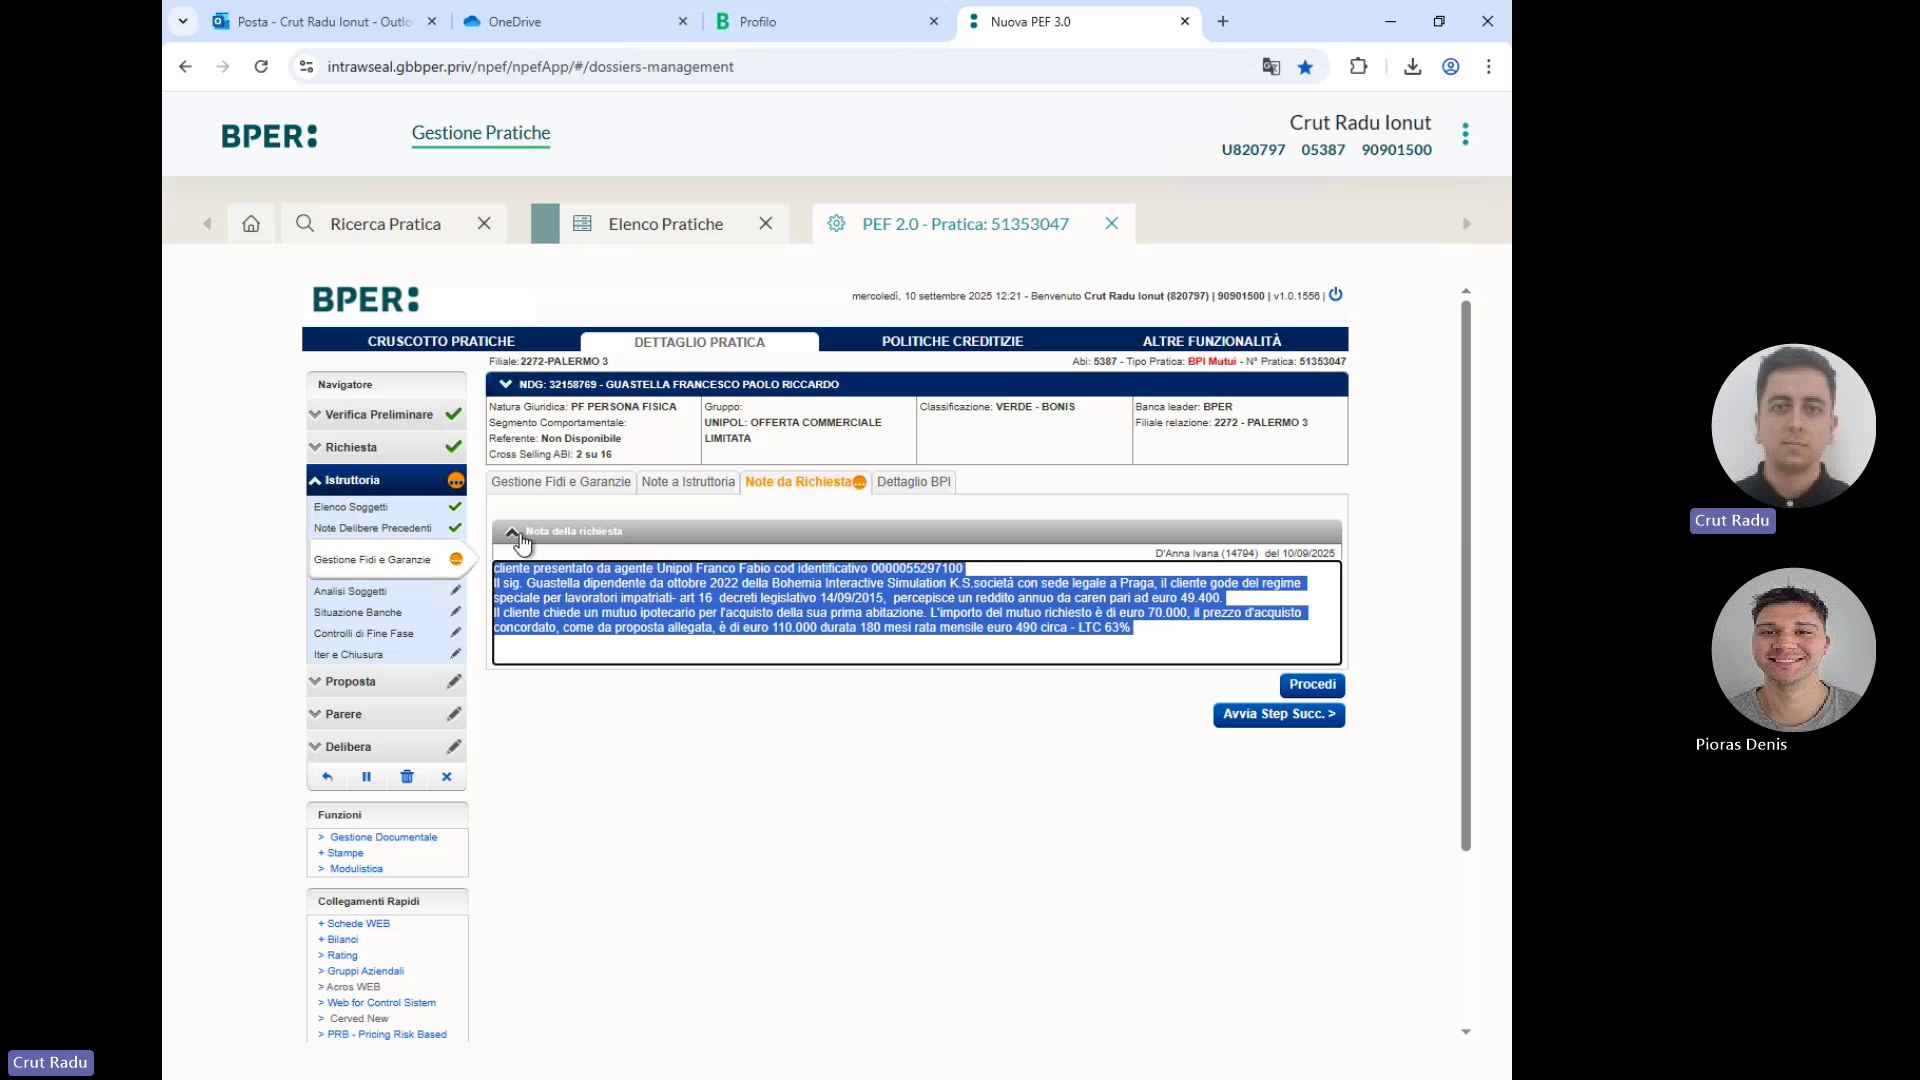 Posta - Crut Radu Ionut - Outlo
OneDrive
Profilo
Nuova PEF 3.0
intrawseal.gbbper.priv/npef/npefApp/#/dossiers-management
BPER:
Gestione Pratiche
Crut Radu Ionut
U820797 05387 90901500
Ricerca Pratica
Elenco Pratiche
PEF 2.0 - Pratica: 51353047
BPER:
mercoledì, 10 settembre 2025 12:21 - Benvenuto Crut Radu Ionut (820797) | 90901500 | v1.0.1556 |
CRUSCOTTO PRATICHE
DETTAGLIO PRATICA
POLITICHE CREDITIZIE
ALTRE FUNZIONALITÀ
Filiale: 2272-PALERMO 3
Abi: 5387 - Tipo Pratica: BPI Mutui - N° Pratica: 51353047
Navigatore
Verifica Preliminare
Richiesta
Istruttoria
Elenco Soggetti
Note Delibere Precedenti
Gestione Fidi e Garanzie
Analisi Soggetti
Situazione Banche
Controlli di Fine Fase
Iter e Chiusura
Proposta
Parere
Delibera
Funzioni
> Gestione Documentale
+ Stampe
> Modulistica
Collegamenti Rapidi
+ Schede WEB
+ Bilanci
> Rating
> Gruppi Aziendali
> Acros WEB
> Web for Control Sistem
> Cerved New
> PRB - Pricing Risk Based
NDG: 32158769 - GUASTELLA FRANCESCO PAOLO RICCARDO
Natura Giuridica: PF PERSONA FISICA
Segmento Comportamentale:
Referente: Non Disponibile
Cross Selling ABI: 2 su 16
Gruppo:
UNIPOL: OFFERTA COMMERCIALE
LIMITATA
Classificazione: VERDE - BONIS
Banca leader: BPER
Filiale relazione: 2272 - PALERMO 3
Gestione Fidi e Garanzie
Note a Istruttoria
Note da Richiesta
Dettaglio BPI
Nota della richiesta
D'Anna Ivana (14794) del 10/09/2025
cliente presentato da agente Unipol Franco Fabio cod identificativo 0000055297100
Il sig. Guastella dipendente da ottobre 2022 della Bohemia Interactive Simulation K.S.società con sede legale a Praga, il cliente gode del regime
speciale per lavoratori impatriati- art 16 decreti legislativo 14/09/2015, percepisce un reddito annuo da caren pari ad euro 49.400.
Il cliente chiede un mutuo ipotecario per l'acquisto della sua prima abitazione. L'importo del mutuo richiesto è di euro 70.000, il prezzo d'acquisto
concordato, come da proposta allegata, è di euro 110.000 durata 180 mesi rata mensile euro 490 circa - LTC 63%
Procedi
Avvia Step Succ. >
Crut Radu
Pioras Denis
Crut Radu